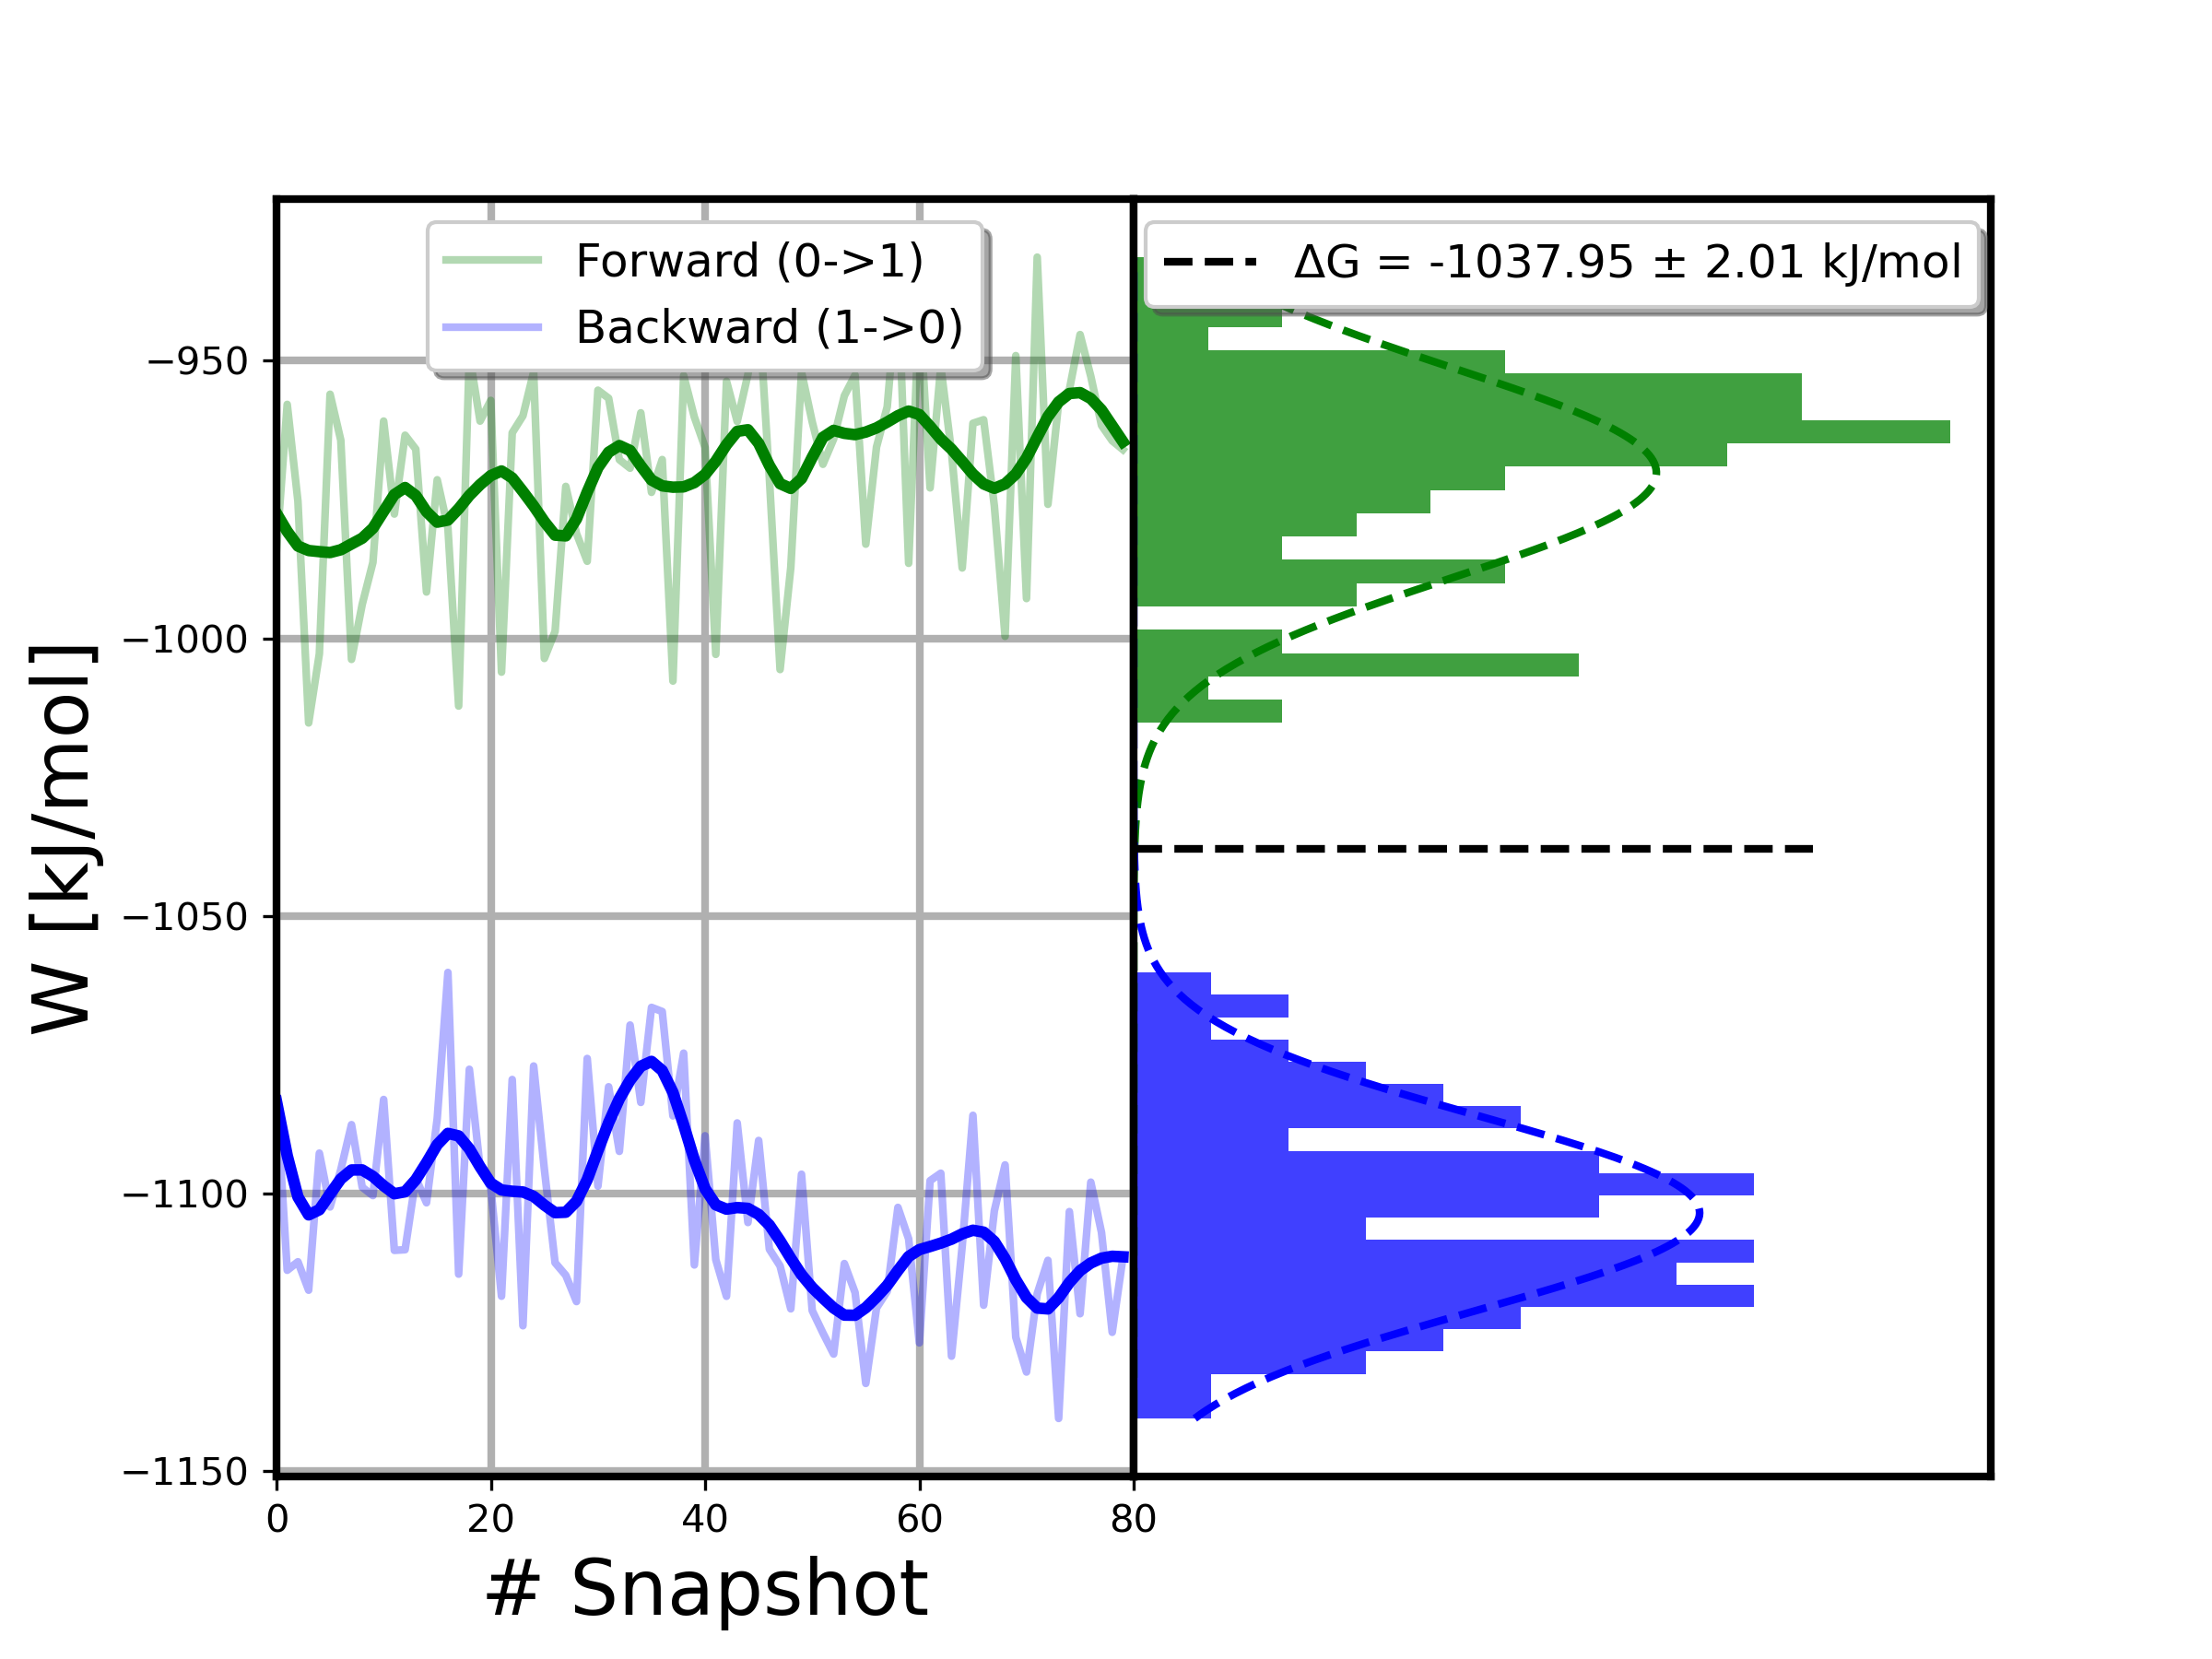 Forward (0->1)
Backward (1->0)
ΔG = -1037.95 ± 2.01 kJ/mol
W [kJ/mol]
−950
−1000
−1050
−1100
−1150
0 20 40 60 80
# Snapshot